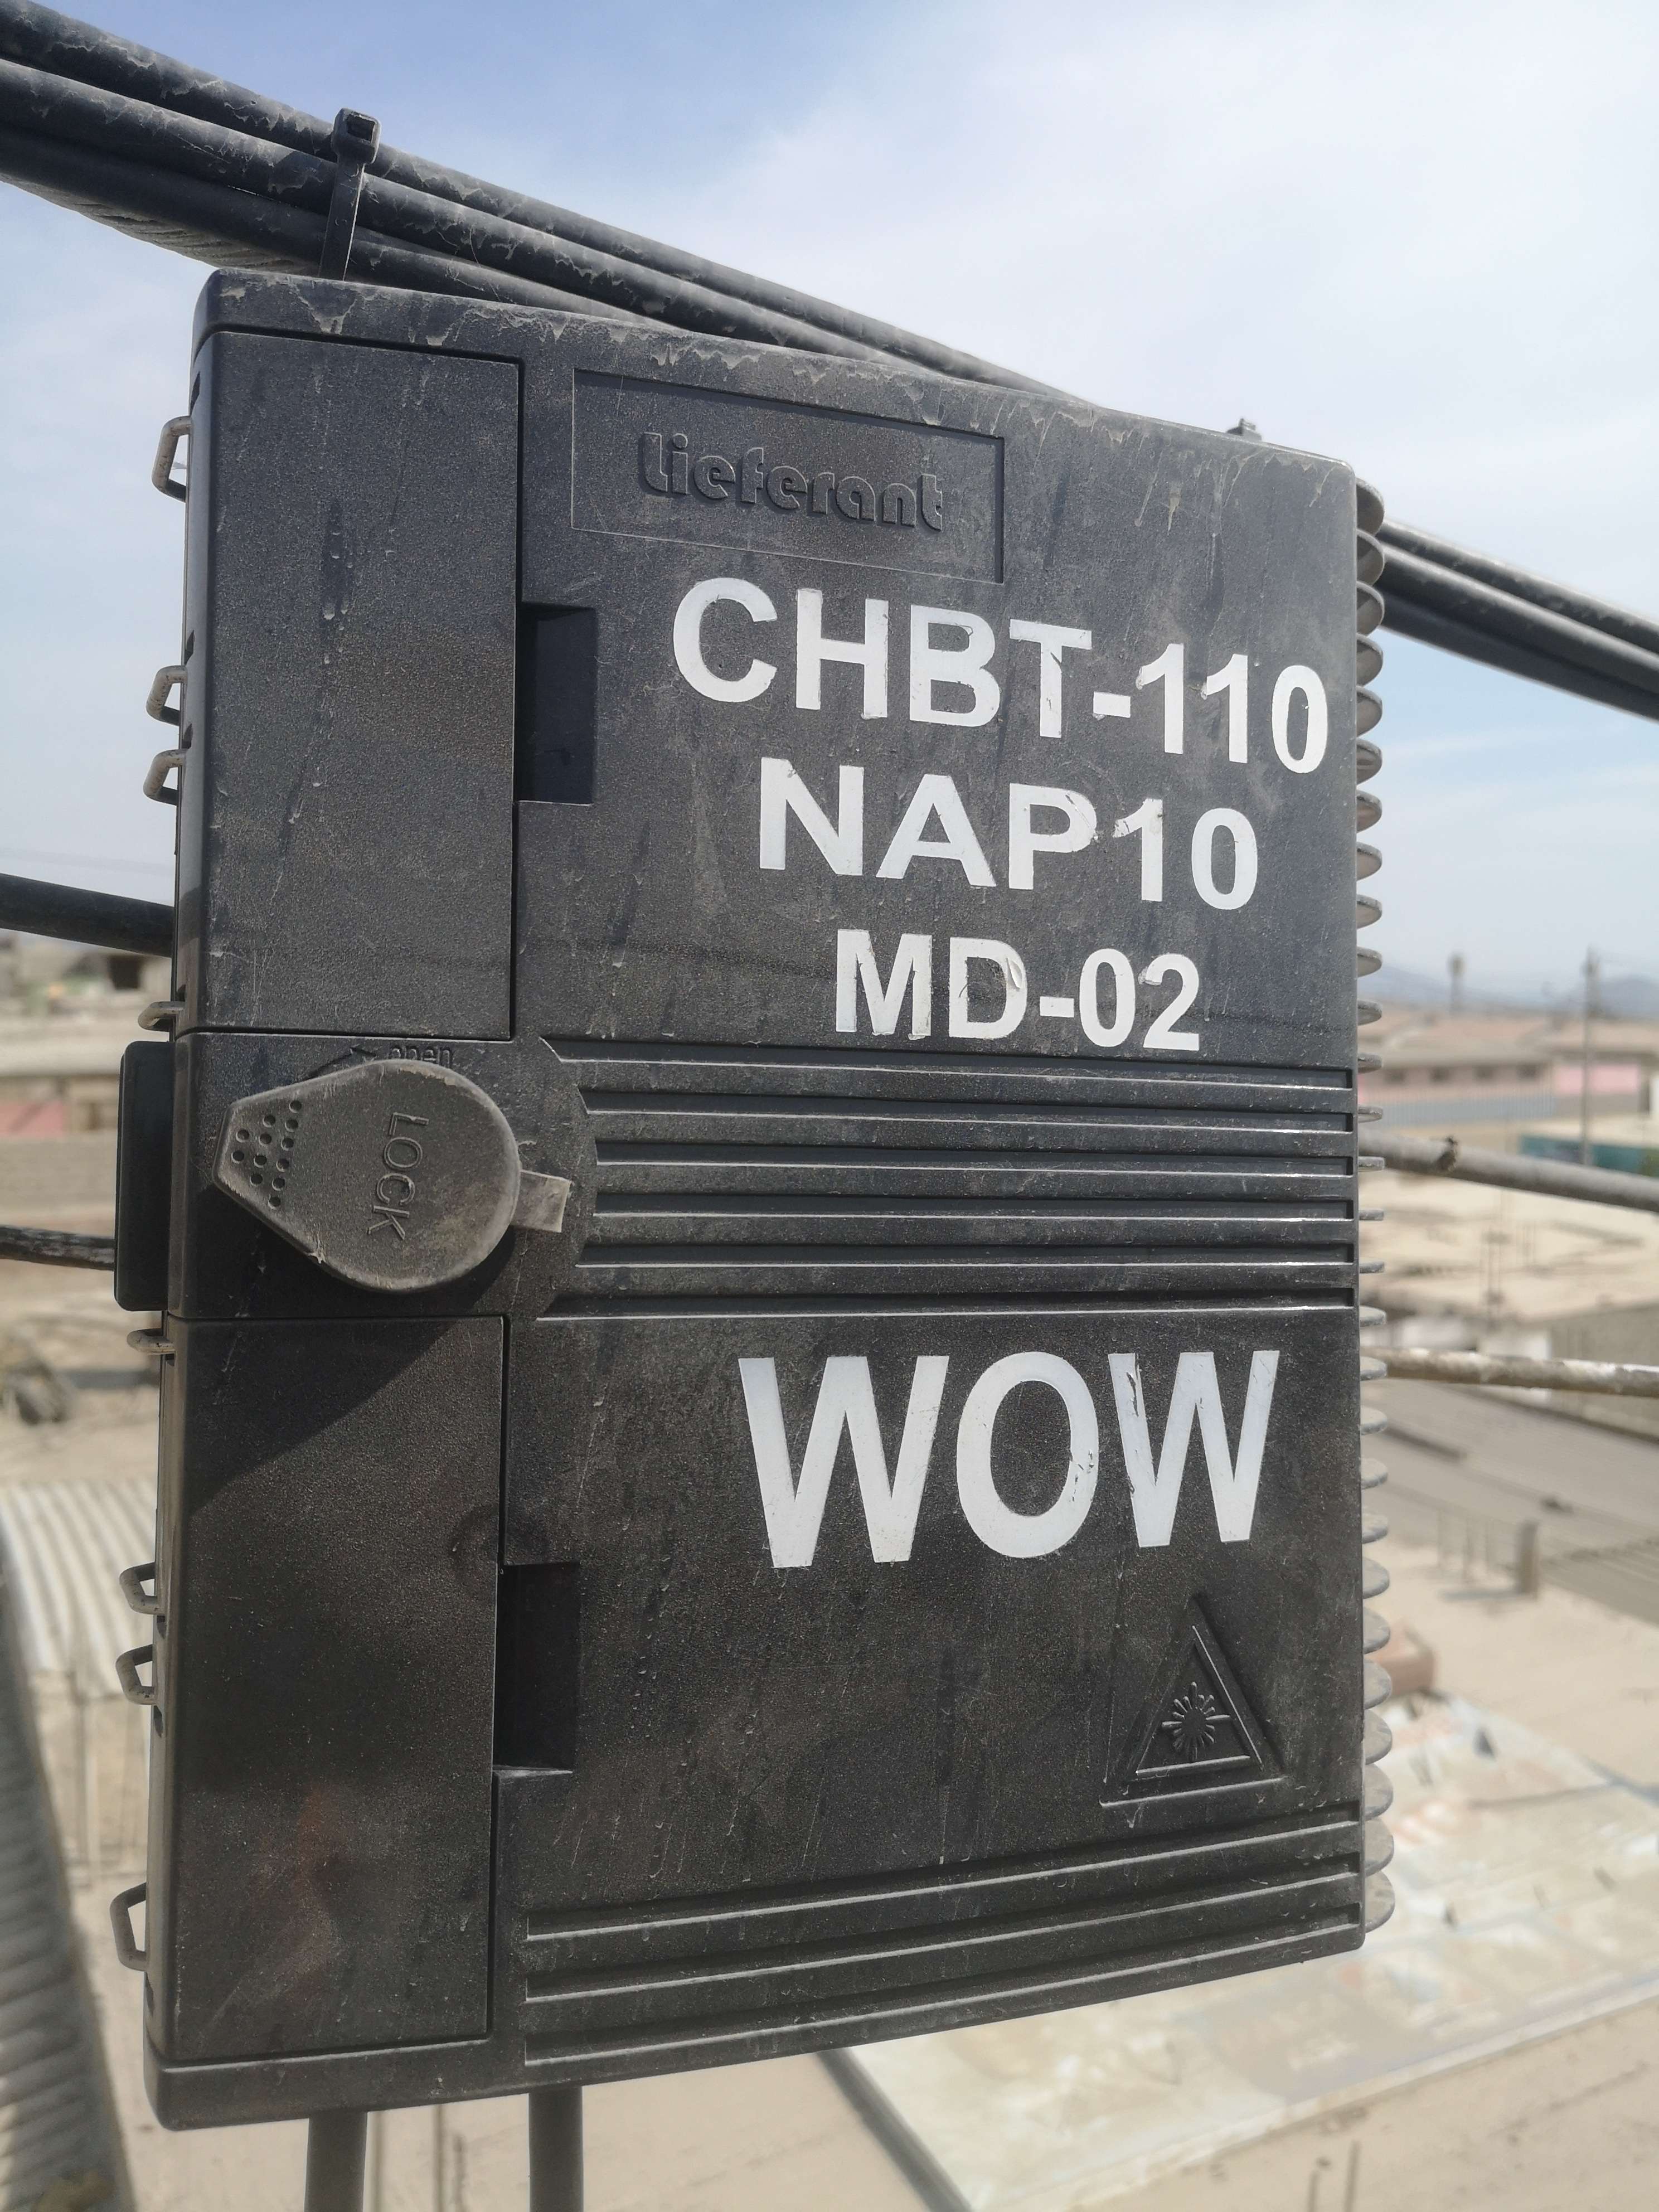 Lieferant
CHBT-110
NAP10
MD-02
open
LOCK
WOW